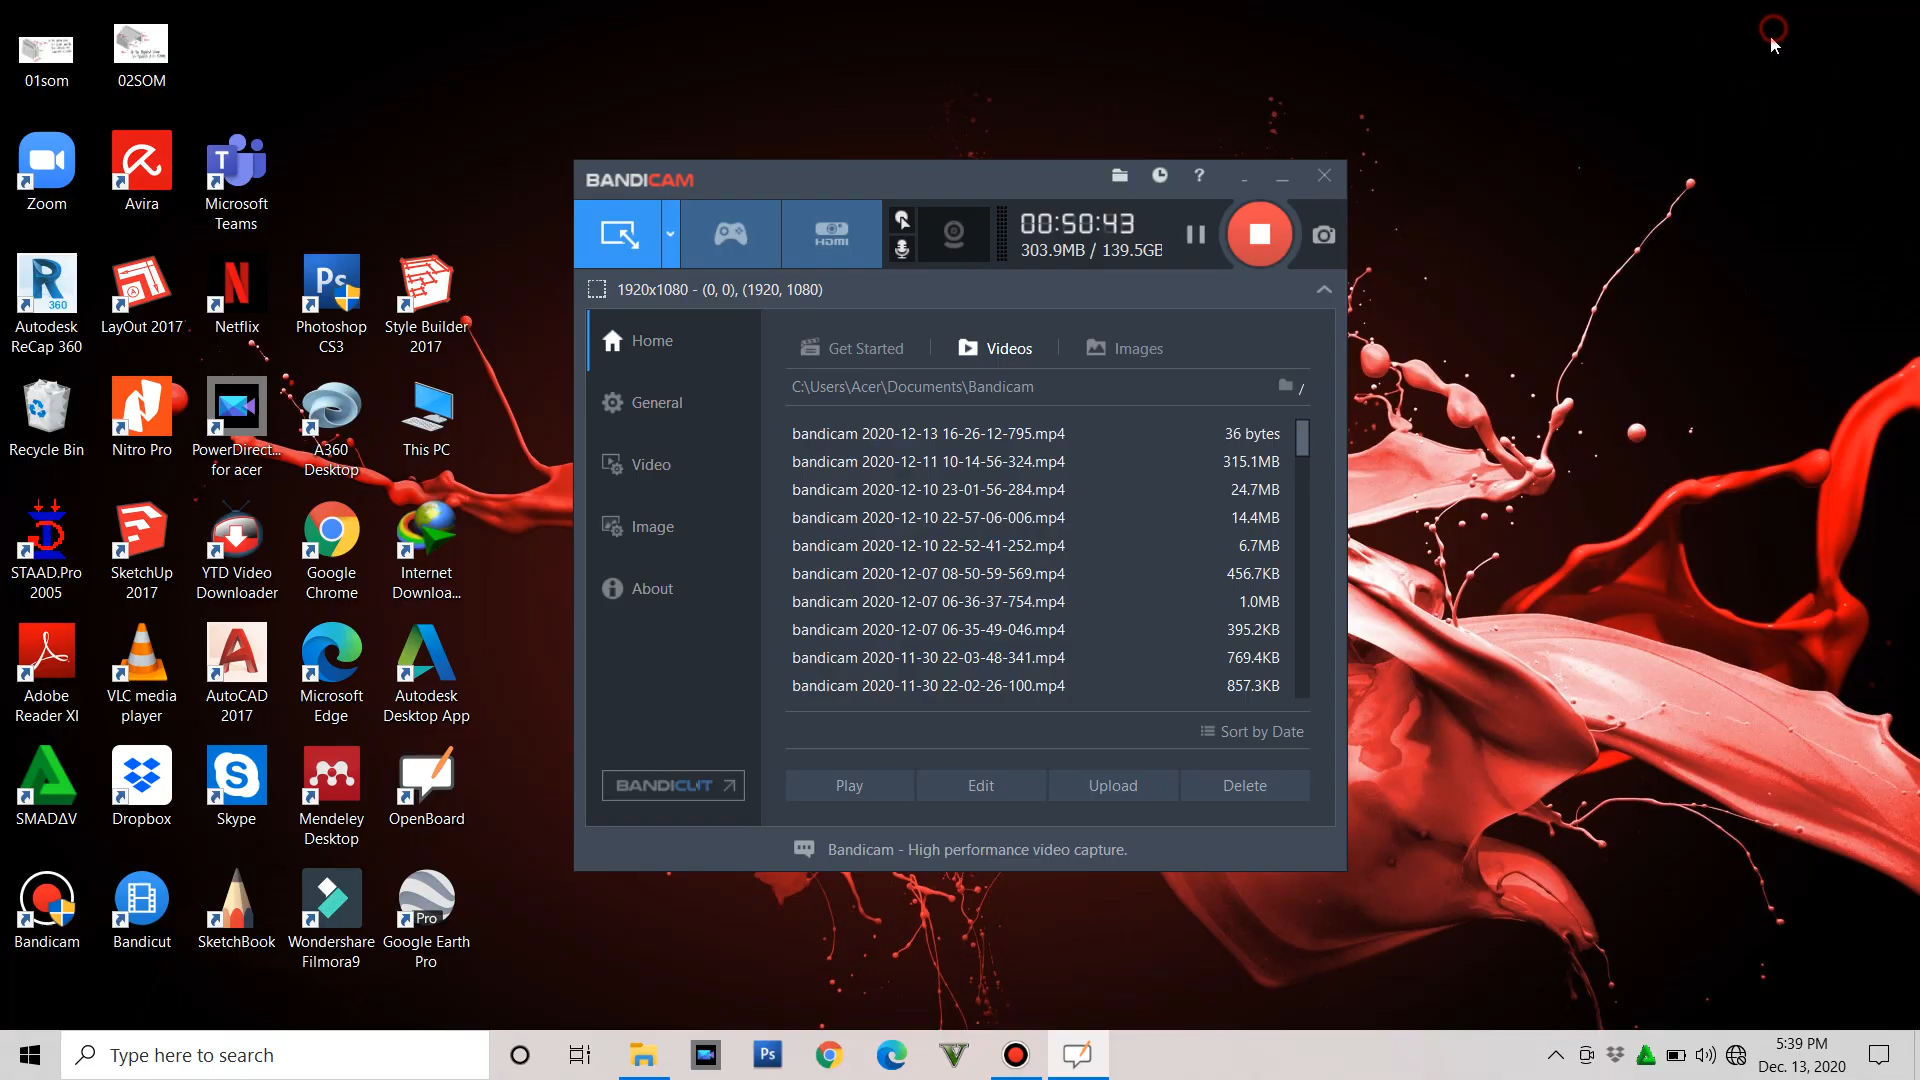 01som
02SOM
Zoom
Avira
Microsoft
Teams
Autodesk
ReCap 360
LayOut 2017
Netflix
Photoshop
CS3
Style Builder
2017
Recycle Bin
Nitro Pro
PowerDirect...
for acer
A360
Desktop
This PC
STAAD.Pro
2005
SketchUp
2017
YTD Video
Downloader
Google
Chrome
Internet
Downloa...
Adobe
Reader XI
VLC media
player
AutoCAD
2017
Microsoft
Edge
Autodesk
Desktop App
SMADΔV
Dropbox
Skype
Mendeley
Desktop
OpenBoard
Bandicam
Bandicut
SketchBook
Wondershare
Filmora9
Google Earth
Pro
BANDICAM
HDMI
00:50:43
303.9MB / 139.5GB
1920x1080 - (0, 0), (1920, 1080)
Home
General
Video
Image
About
BANDICUT
Get Started
Videos
Images
C:\Users\Acer\Documents\Bandicam
bandicam 2020-12-13 16-26-12-795.mp4 36 bytes
bandicam 2020-12-11 10-14-56-324.mp4 315.1MB
bandicam 2020-12-10 23-01-56-284.mp4 24.7MB
bandicam 2020-12-10 22-57-06-006.mp4 14.4MB
bandicam 2020-12-10 22-52-41-252.mp4 6.7MB
bandicam 2020-12-07 08-50-59-569.mp4 456.7KB
bandicam 2020-12-07 06-36-37-754.mp4 1.0MB
bandicam 2020-12-07 06-35-49-046.mp4 395.2KB
bandicam 2020-11-30 22-03-48-341.mp4 769.4KB
bandicam 2020-11-30 22-02-26-100.mp4 857.3KB
Sort by Date
Play
Edit
Upload
Delete
Bandicam - High performance video capture.
Type here to search
5:39 PM
Dec. 13, 2020